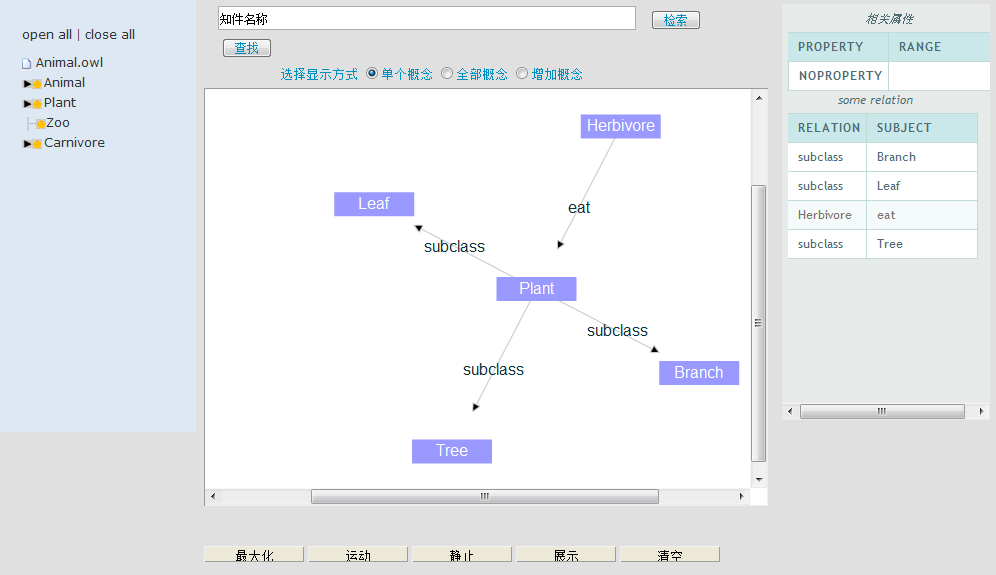 open all | close all
Animal.owl
Animal
Plant
Zoo
Carnivore
知件名称
检索
查找
选择显示方式 单个概念 全部概念 增加概念
Herbivore
Leaf
eat
subclass
Plant
subclass
subclass
Branch
Tree
最大化 运动 静止 展示 清空
相关属性
PROPERTY RANGE
NOPROPERTY
some relation
RELATION SUBJECT
subclass Branch
subclass Leaf
Herbivore eat
subclass Tree